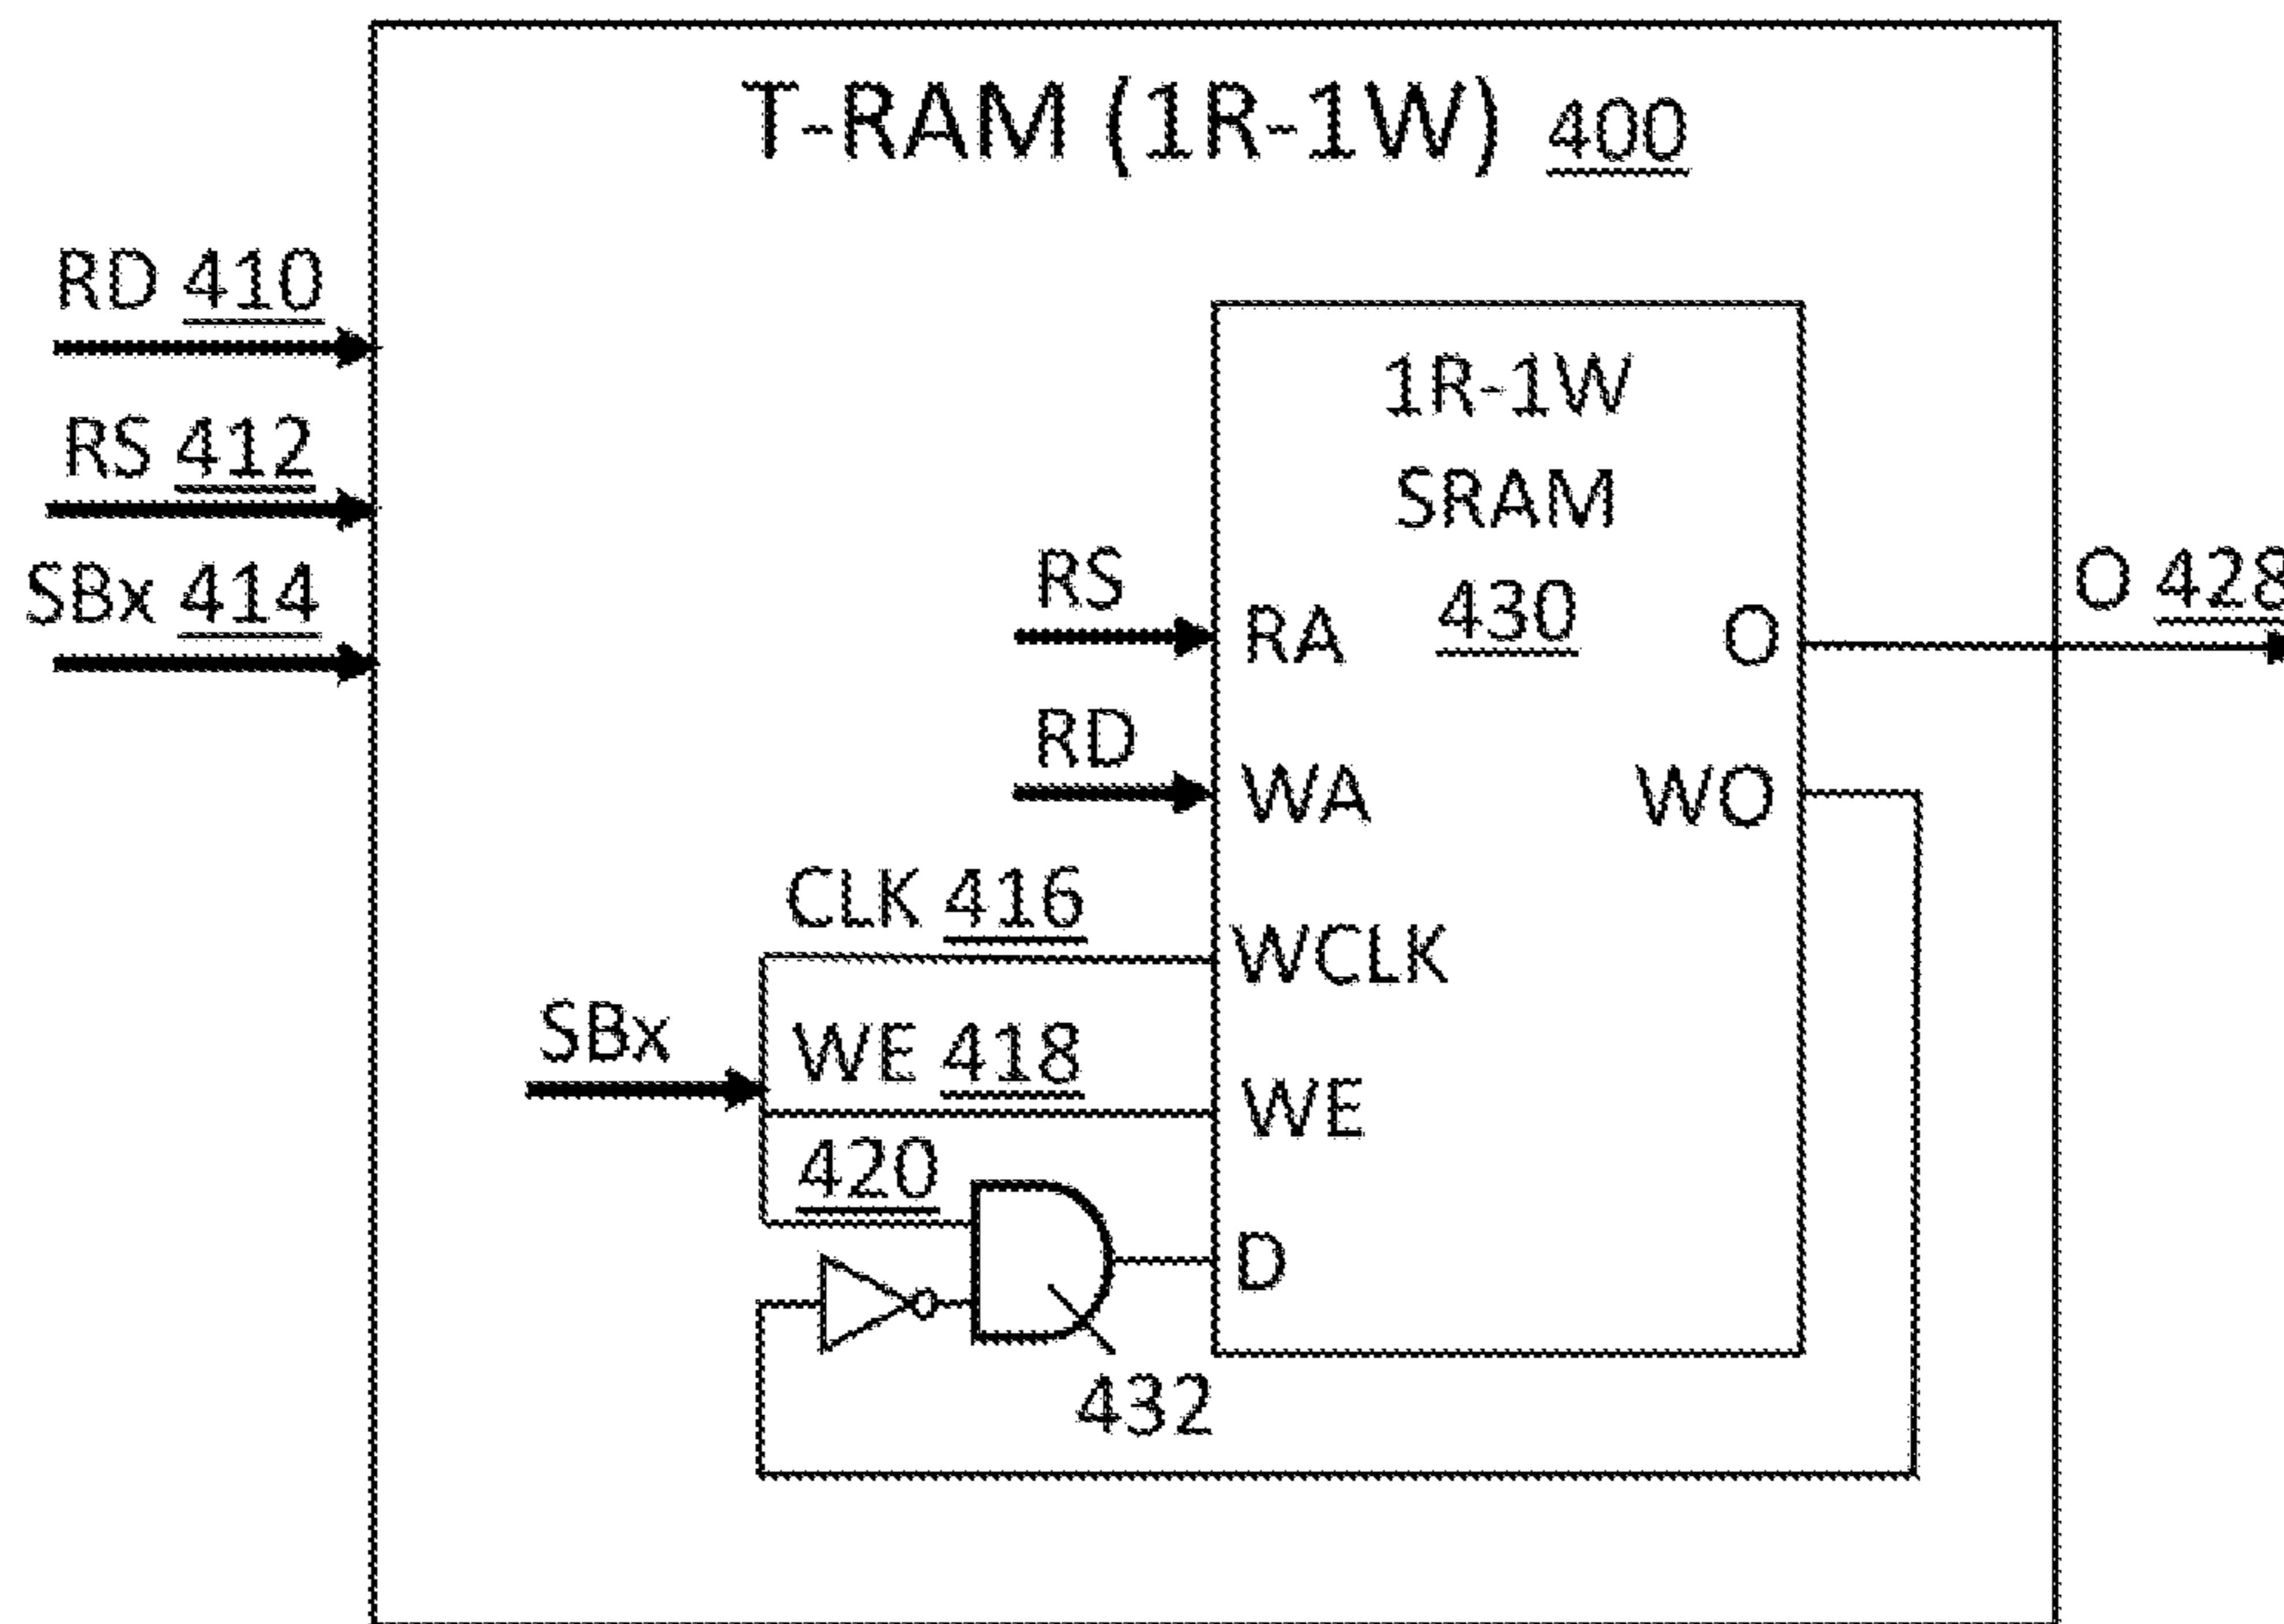 T-RAM (1R-1W) 400
RD 410
RS 412
SBx 414
1R-1W
SRAM
430
RS
RA
O
O 428
RD
WA
WO
CLK 416
WCLK
SBx
WE 418
WE
420
D
432